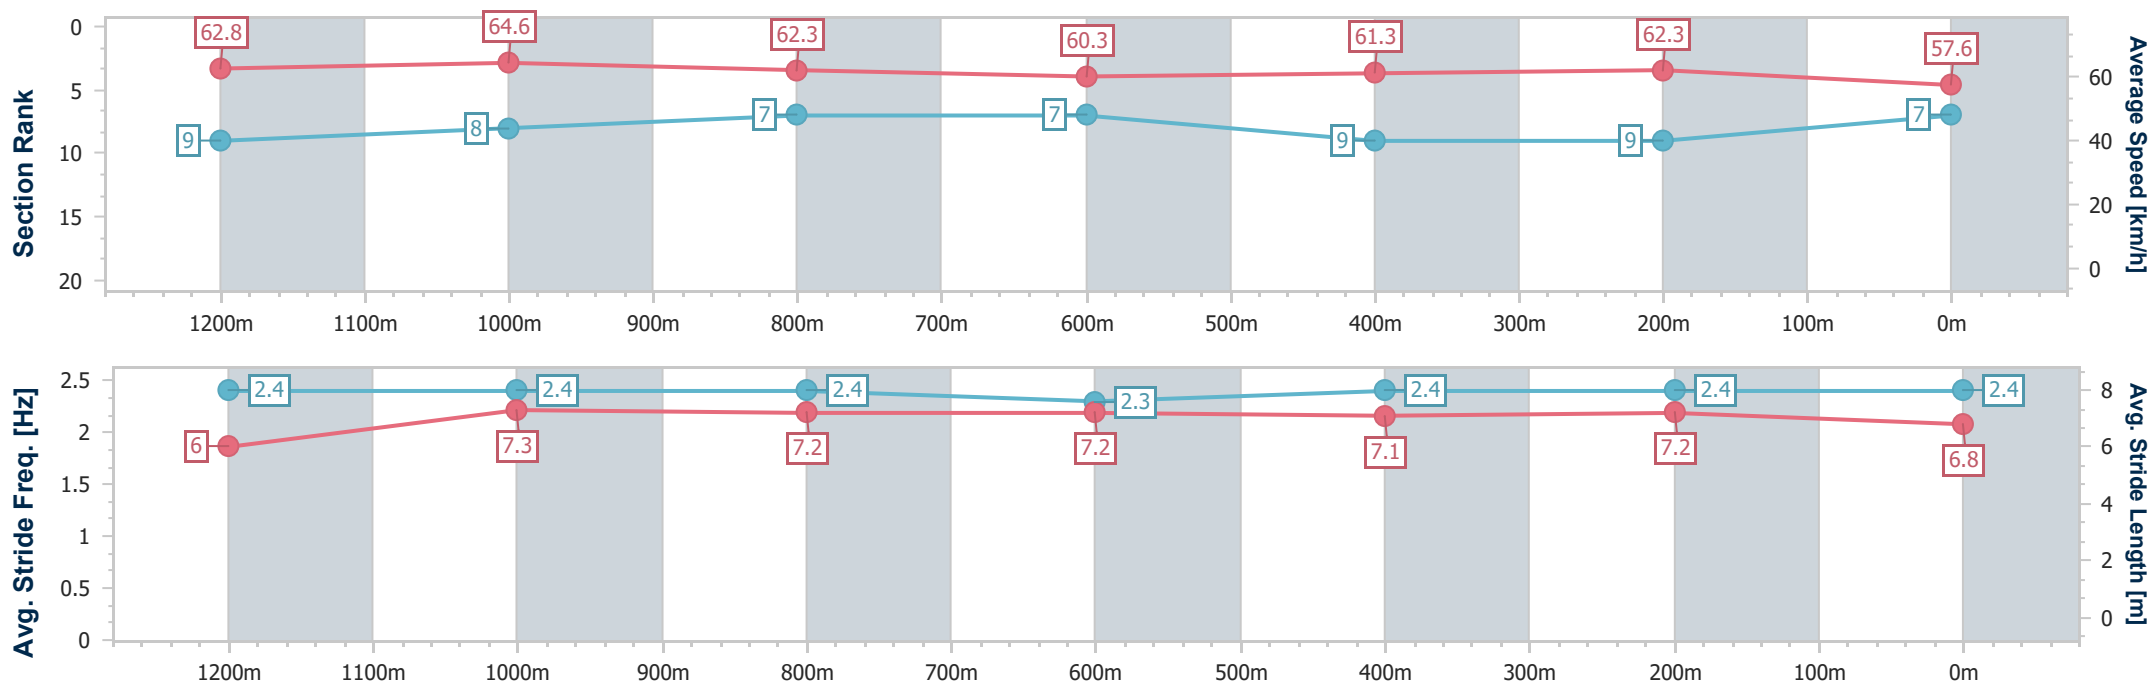 Section Rank
0
5
10
15
20
62.8
64.6
62.3
60.3
61.3
62.3
57.6
9
8
7
7
9
9
7
60
40
20
0
Average Speed [km/h]
1200m
1100m
1000m
900m
800m
700m
600m
500m
400m
300m
200m
100m
0m
Avg. Stride Freq. [Hz]
2.5
2
1.5
1
0.5
0
2.4
2.4
2.4
2.3
2.4
2.4
2.4
6
7.3
7.2
7.2
7.1
7.2
6.8
8
6
4
2
0
Avg. Stride Length [m]
1200m
1100m
1000m
900m
800m
700m
600m
500m
400m
300m
200m
100m
0m